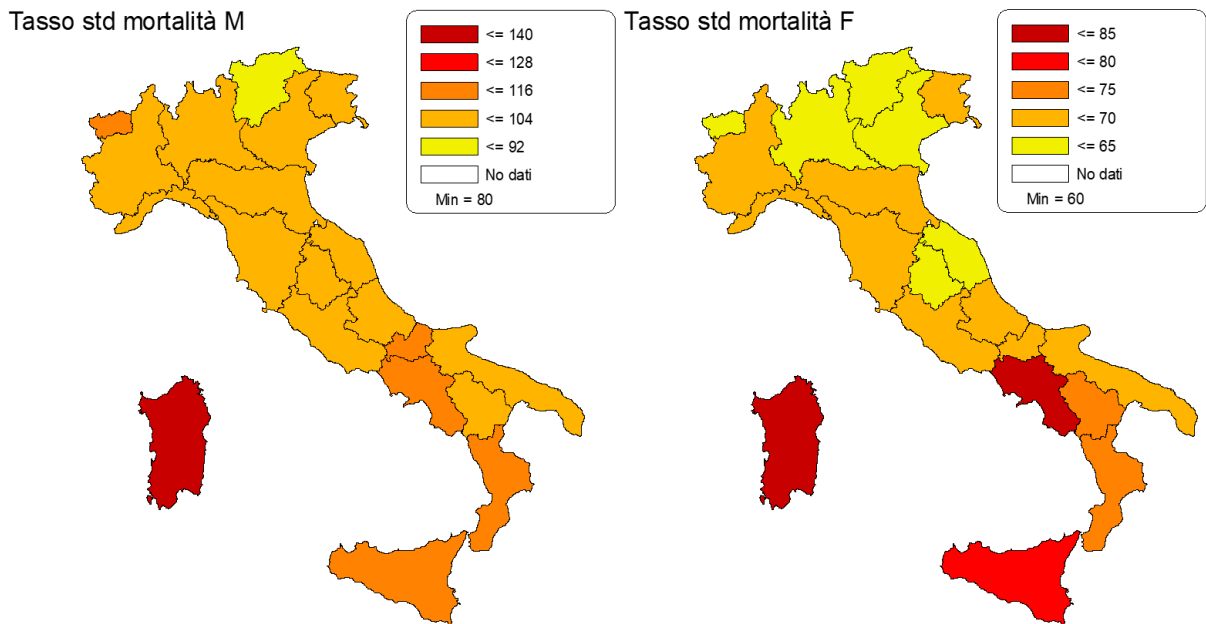 Tasso std mortalità M
<= 140
<= 128
<= 116
<= 104
<= 92
No dati
Min = 80
Tasso std mortalità F
<= 85
<= 80
<= 75
<= 70
<= 65
No dati
Min = 60